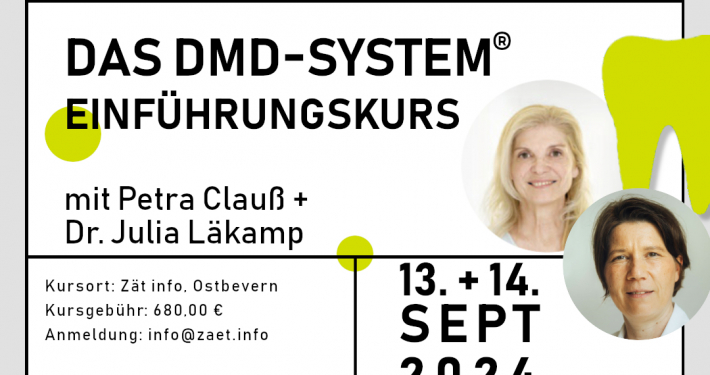 DAS DMD-SYSTEM®
EINFÜHRUNGSKURS
mit Petra Clauß +
Dr. Julia Läkamp
Kursort: Zät info, Ostbevern
Kursgebühr: 680,00 €
Anmeldung: info@zaet.info
13. + 14.
SEPT
2024